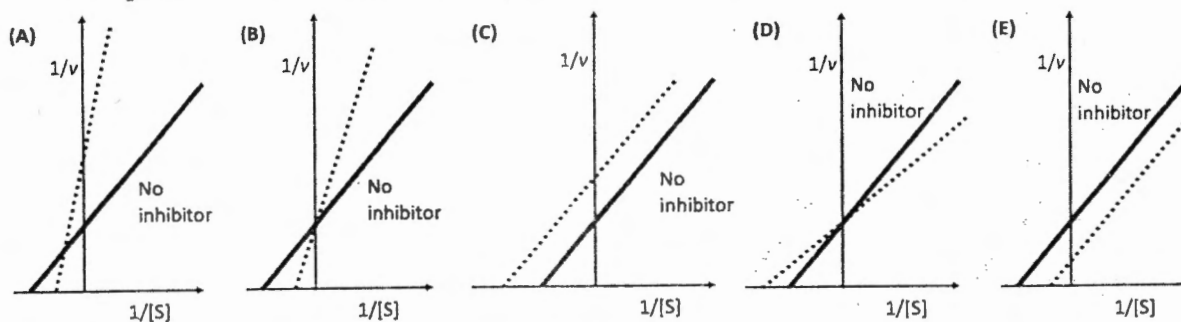 (A)
1/v
No
inhibitor
1/[S]
(B)
1/v
No
inhibitor
1/[S]
(C)
1/v
No
inhibitor
1/[S]
(D)
1/v
No
inhibitor
1/[S]
(E)
1/v
No
inhibitor
1/[S]